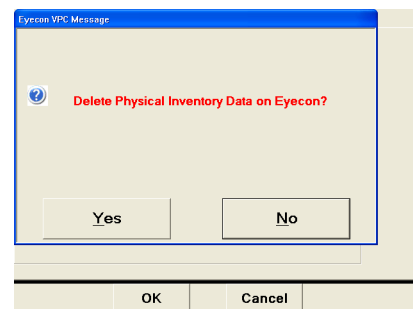 Eyecon VPC Message
Delete Physical Inventory Data on Eyecon?
Yes No
OK Cancel